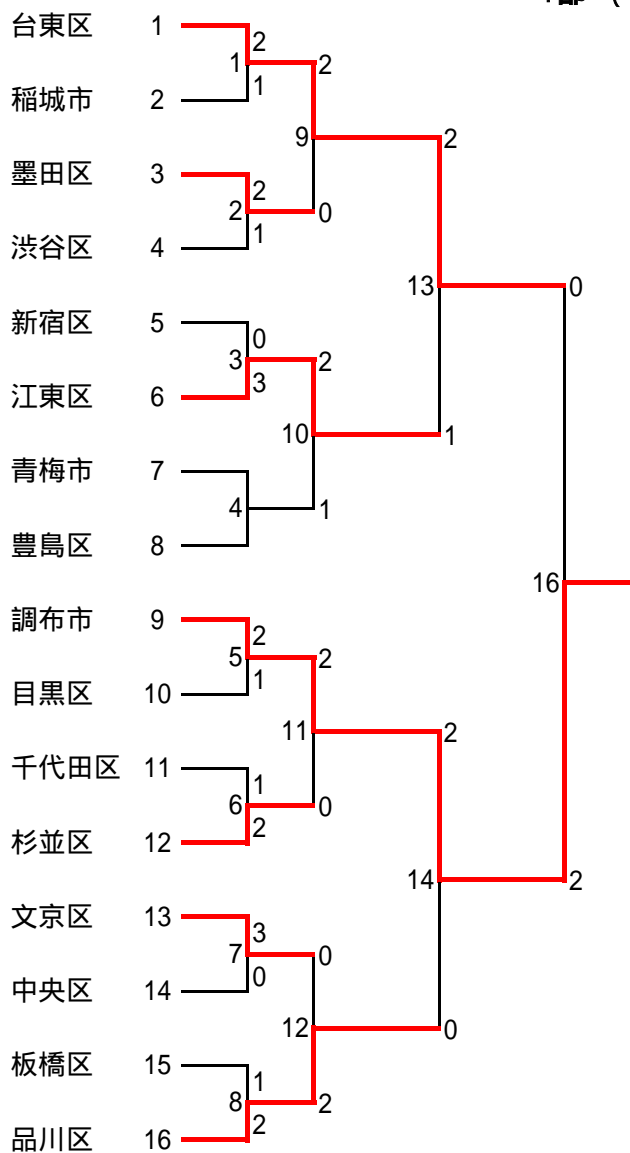 台東区 1
2
1
2
1
稲城市 2
9
2
墨田区 3
2
2
0
1
渋谷区 4
13
0
新宿区 5
0
3
2
3
江東区 6
10
1
青梅市 7
4
1
豊島区 8
16
調布市 9
2
5
2
1
目黒区 10
11
2
千代田区 11
1
6
0
2
杉並区 12
14
2
文京区 13
3
7
0
0
中央区 14
12
0
板橋区 15
1
8
2
2
品川区 16